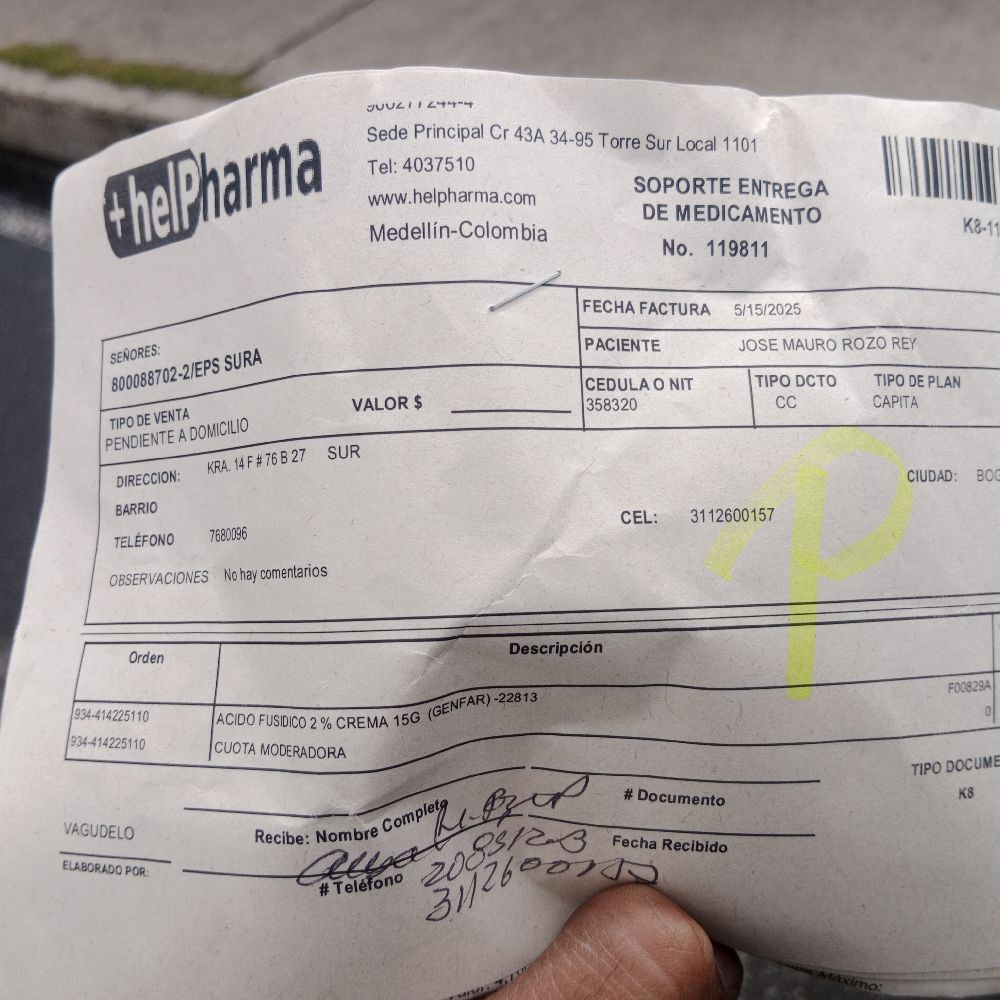 +helPharma
Sede Principal Cr 43A 34-95 Torre Sur Local 1101
Tel: 4037510
www.helpharma.com
Medellín-Colombia
SOPORTE ENTREGA
DE MEDICAMENTO
No. 119811
K8-11
FECHA FACTURA 5/15/2025
PACIENTE JOSE MAURO ROZO REY
CEDULA O NIT TIPO DCTO TIPO DE PLAN
358320 CC CAPITA
SEÑORES:
800088702-2/EPS SURA
TIPO DE VENTA VALOR $
PENDIENTE A DOMICILIO
DIRECCION: KRA. 14 F # 76 B 27 SUR
CIUDAD: BOG
BARRIO
CEL: 3112600157
TELÉFONO 7680096
OBSERVACIONES No hay comentarios
P
Orden Descripción
934-414225110 ACIDO FUSIDICO 2 % CREMA 15G (GENFAR) -22813 F00829A
934-414225110 CUOTA MODERADORA 0
TIPO DOCUME
K8
VAGUDELO
ELABORADO POR:
Recibe: Nombre Completo
# Documento
# Teléfono
Fecha Recibido
Máximo: